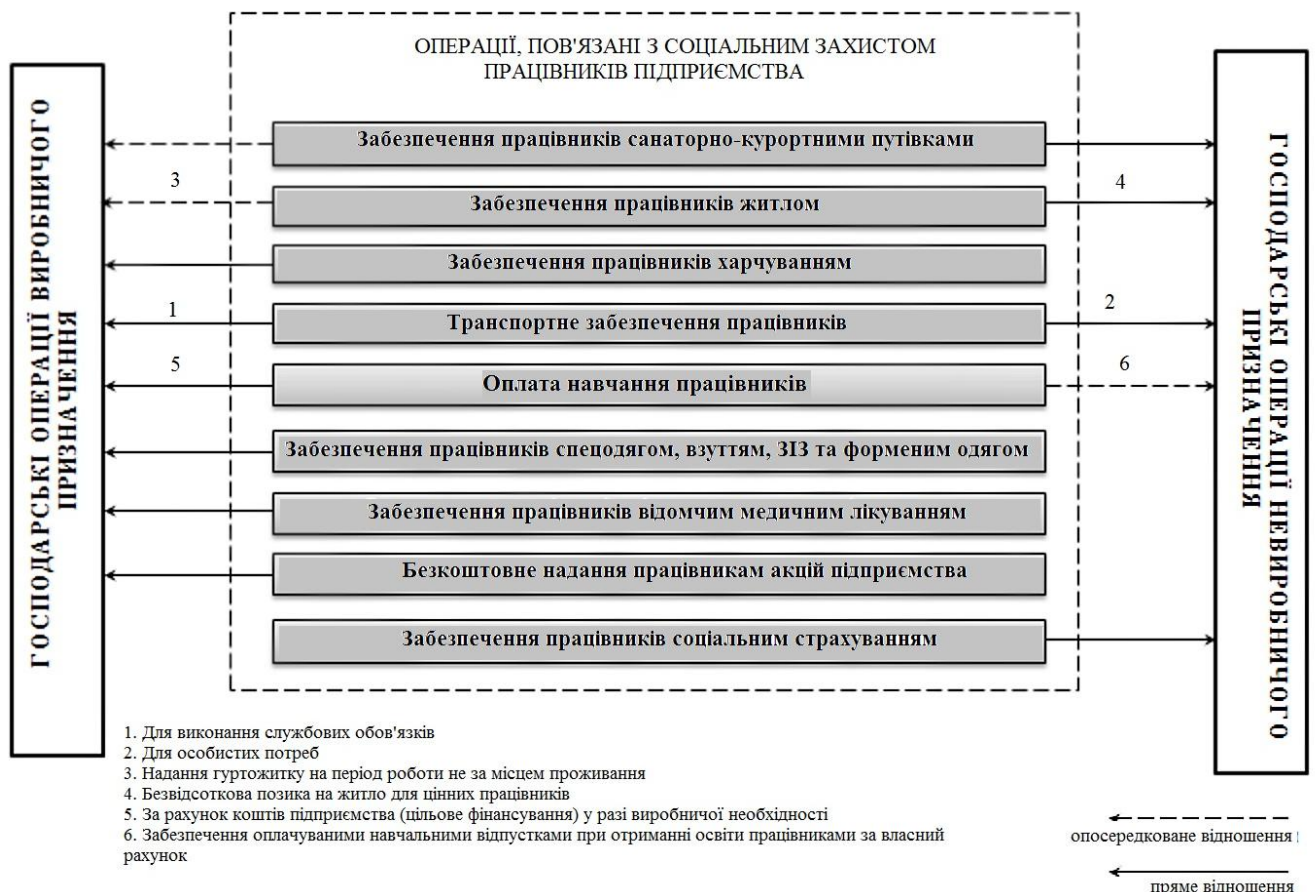 ОПЕРАЦІЇ, ПОВ'ЯЗАНІ З СОЦІАЛЬНИМ ЗАХИСТОМ
ПРАЦІВНИКІВ ПІДПРИЄМСТВА
ГОСПОДАРСЬКІ ОПЕРАЦІЇ ВИРОБНИЧОГО
ПРИЗНАЧЕННЯ
Забезпечення працівників санаторно-курортними путівками
3
Забезпечення працівників житлом
4
Забезпечення працівників харчуванням
1
Транспортне забезпечення працівників
2
5
Оплата навчання працівників
6
Забезпечення працівників спецодягом, взуттям, ЗІЗ та форменим одягом
Забезпечення працівників відомчим медичним лікуванням
Безкоштовне надання працівникам акцій підприємства
Забезпечення працівників соціальним страхуванням
ГОСПОДАРСЬКІ ОПЕРАЦІЇ НЕВИРОБНИЧОГО
ПРИЗНАЧЕННЯ
1. Для виконання службових обов'язків
2. Для особистих потреб
3. Надання гуртожитку на період роботи не за місцем проживання
4. Безвідсоткова позика на житло для цінних працівників
5. За рахунок коштів підприємства (цільове фінансування) у разі виробничої необхідності
6. Забезпечення оплачуваними навчальними відпустками при отриманні освіти працівниками за власний
рахунок
опосередковане відношення
пряме відношення